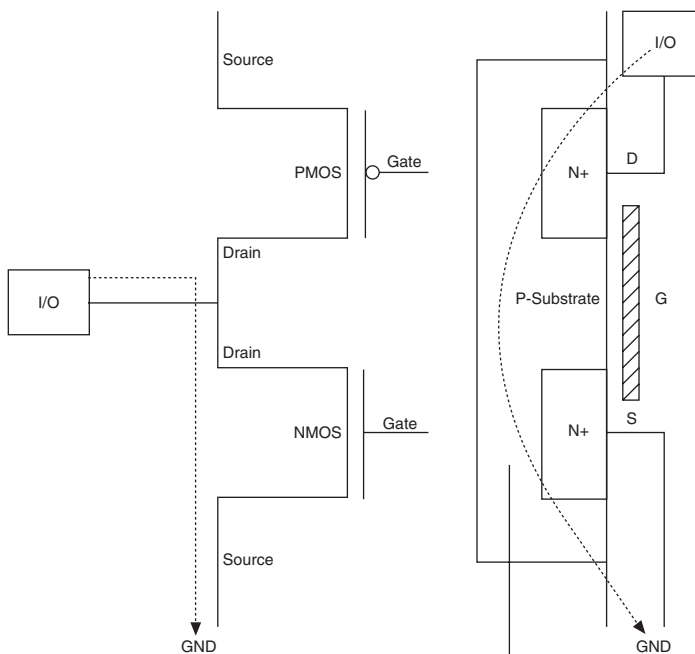 Source
PMOS
Gate
Drain
I/O
Drain
NMOS
Gate
Source
GND
I/O
D
N+
P-Substrate
G
S
N+
GND